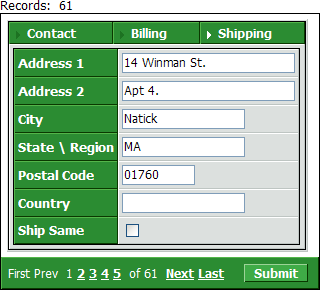 Records: 61
Contact Billing Shipping
Address 1 14 Winman St.
Address 2 Apt 4.
City Natick
State \ Region MA
Postal Code 01760
Country
Ship Same
First Prev 1 2 3 4 5 of 61 Next Last Submit